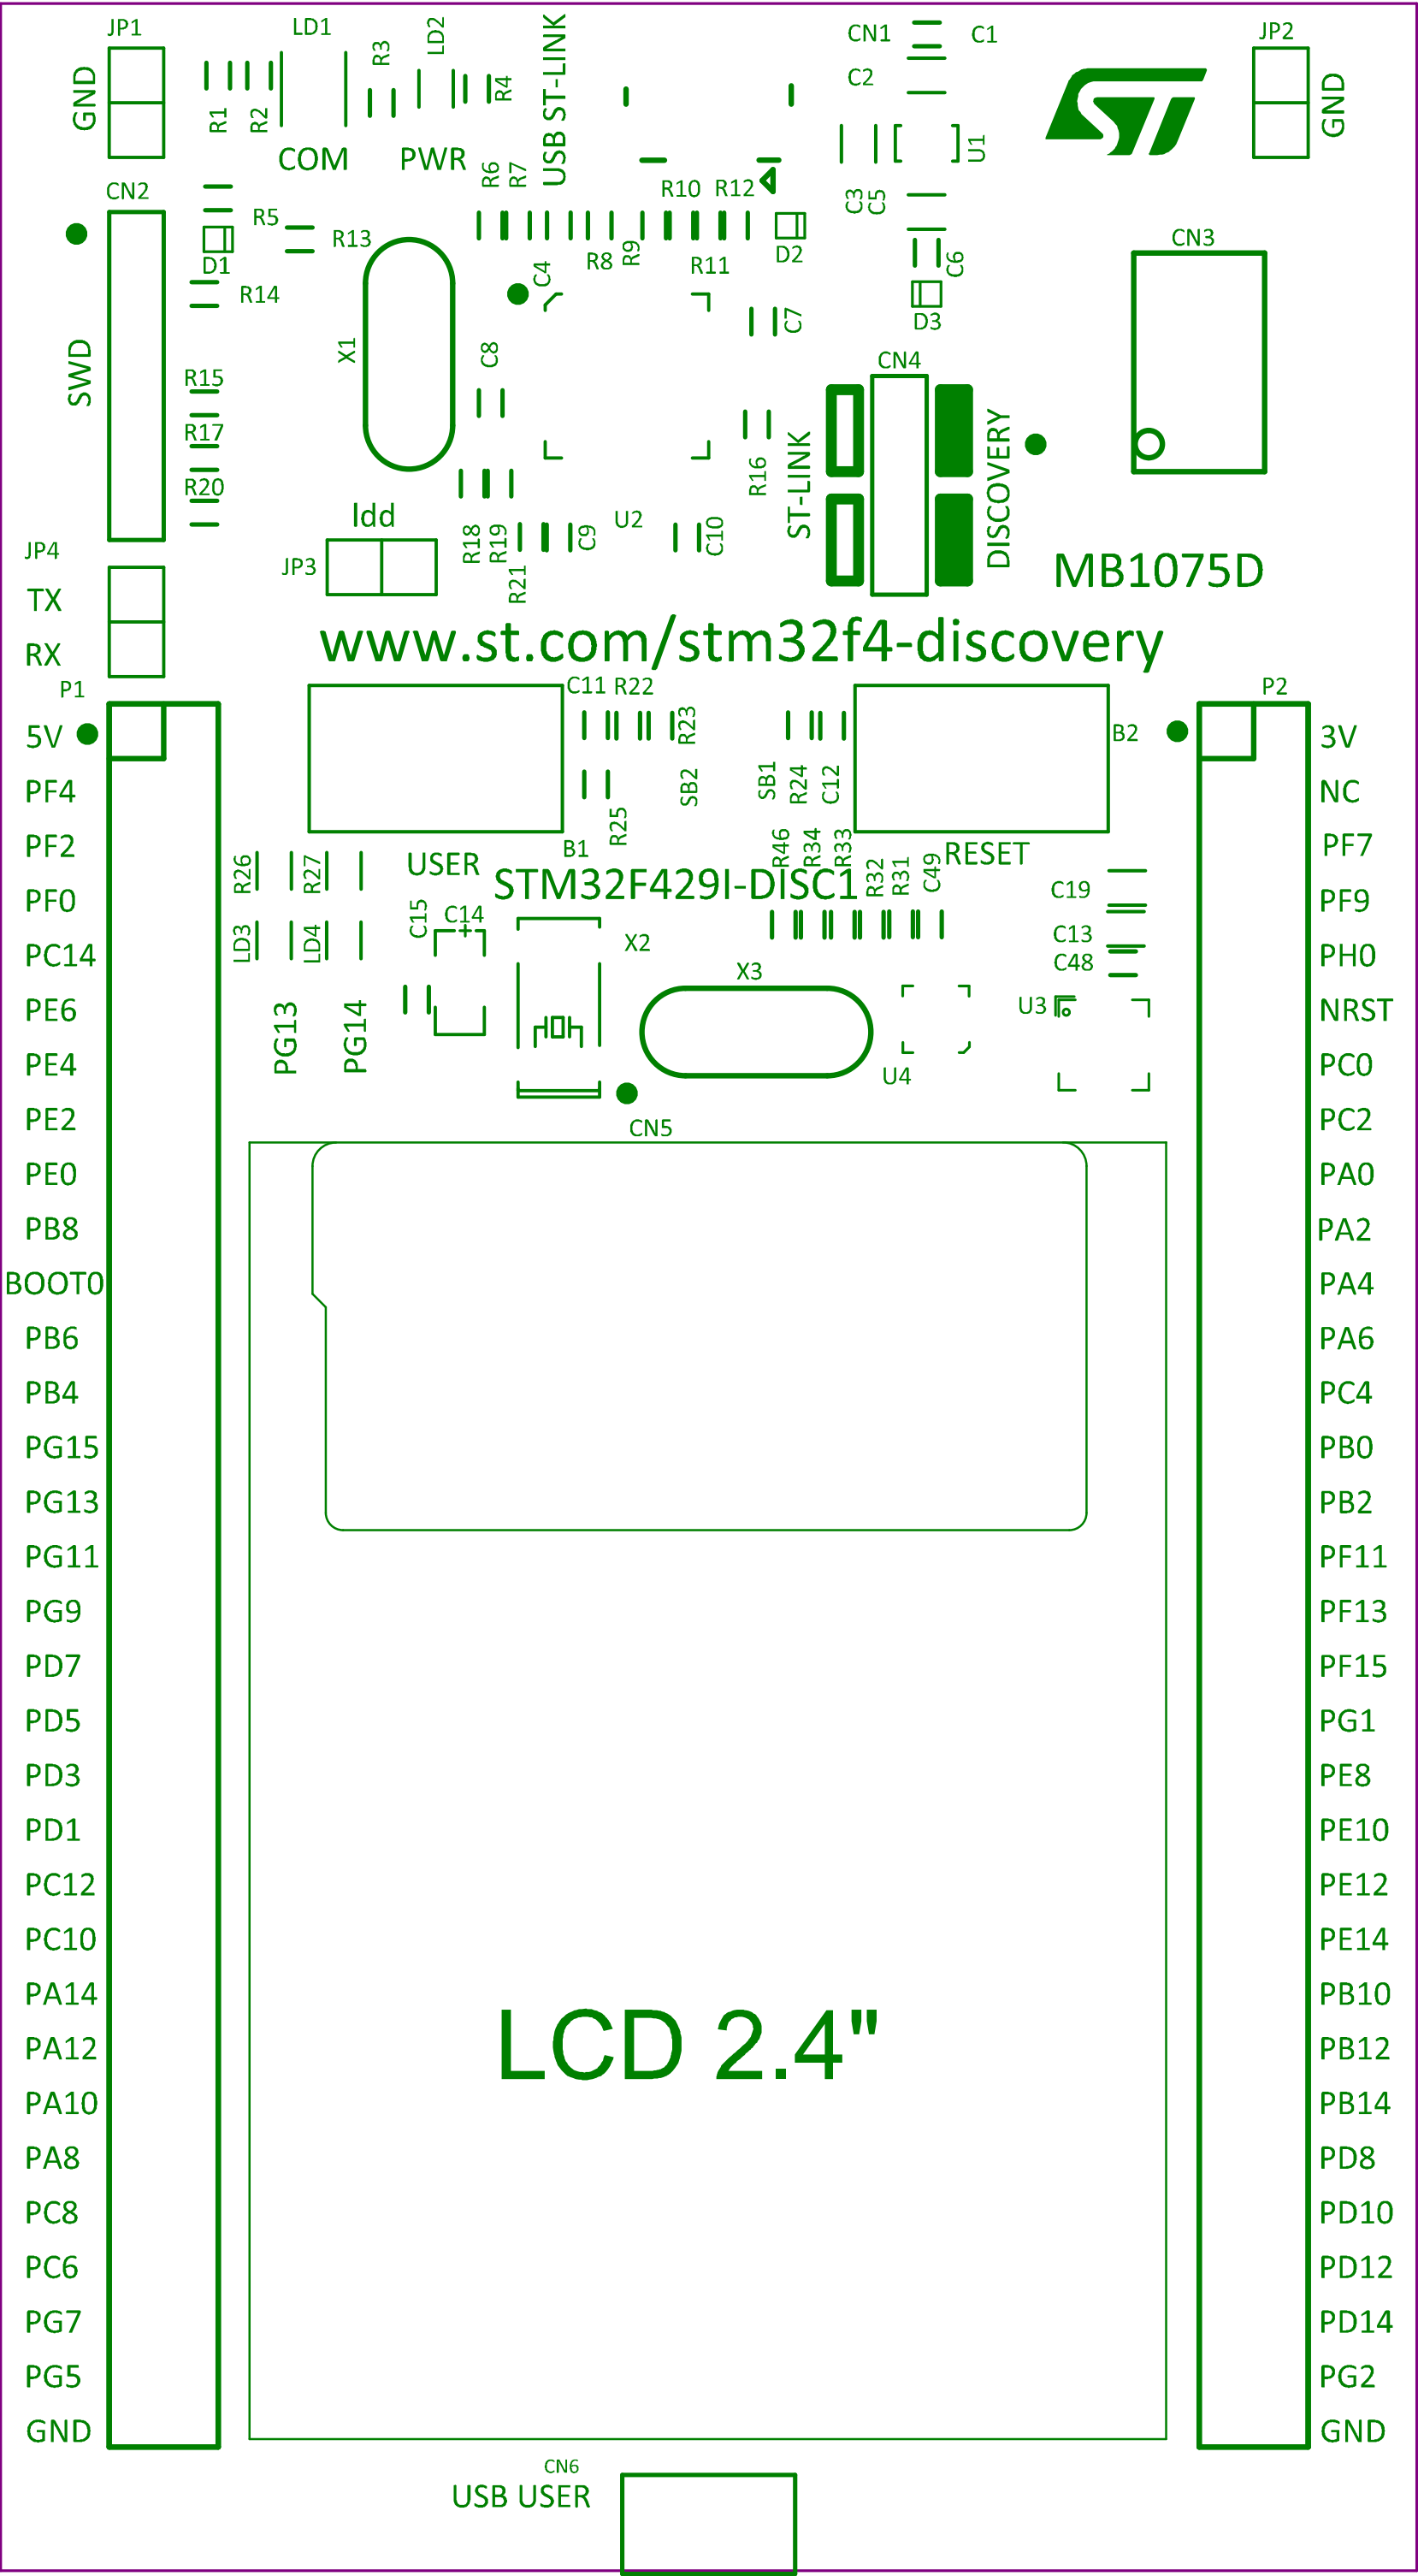 JP1
GND
R1
R2
LD1
COM
R3
LD2
PWR
R4
USB ST-LINK
CN1
C1
C2
U1
C3
C5
ST
JP2
GND
CN2
SWD
R5
D1
R13
R14
R15
R17
R20
R6
R7
R10
R12
C4
R8
R9
R11
D2
C6
D3
CN3
X1
C8
C7
CN4
ST-LINK
DISCOVERY
R16
Idd
JP3
R18
R19
R21
C9
U2
C10
MB1075D
JP4
TX
RX
www.st.com/stm32f4-discovery
P1
C11
R22
R23
SB2
R25
B1
USER
SB1
R24
C12
B2
RESET
P2
STM32F429I-DISC1
R46
R34
R33
R32
R31
C49
R26
R27
LD3
LD4
PG13
PG14
C15
C14
X2
X3
C19
C13
C48
U3
U4
CN5
5V
PF4
PF2
PF0
PC14
PE6
PE4
PE2
PE0
PB8
BOOT0
PB6
PB4
PG15
PG13
PG11
PG9
PD7
PD5
PD3
PD1
PC12
PC10
PA14
PA12
PA10
PA8
PC8
PC6
PG7
PG5
GND
LCD 2.4"
3V
NC
PF7
PF9
PH0
NRST
PC0
PC2
PA0
PA2
PA4
PA6
PC4
PB0
PB2
PF11
PF13
PF15
PG1
PE8
PE10
PE12
PE14
PB10
PB12
PB14
PD8
PD10
PD12
PD14
PG2
GND
CN6
USB USER